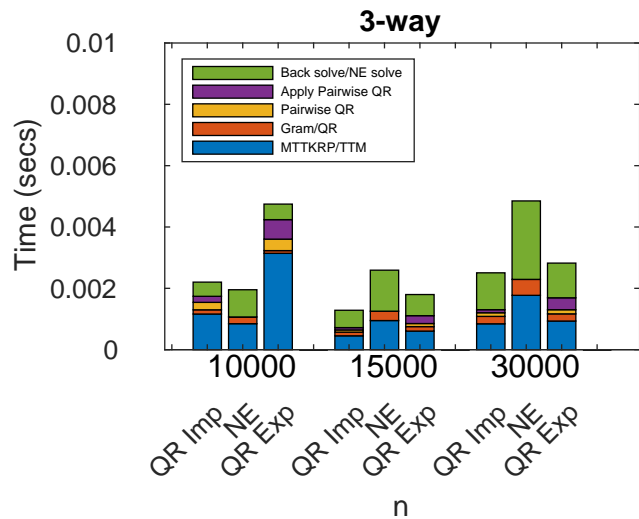 3-way
Time (secs)
0.01
0.008
0.006
0.004
0.002
0
Back solve/NE solve
Apply Pairwise QR
Pairwise QR
Gram/QR
MTTKRP/TTM
10000
15000
30000
QR Imp
NE
QR Exp
QR Imp
NE
QR Exp
QR Imp
NE
QR Exp
n